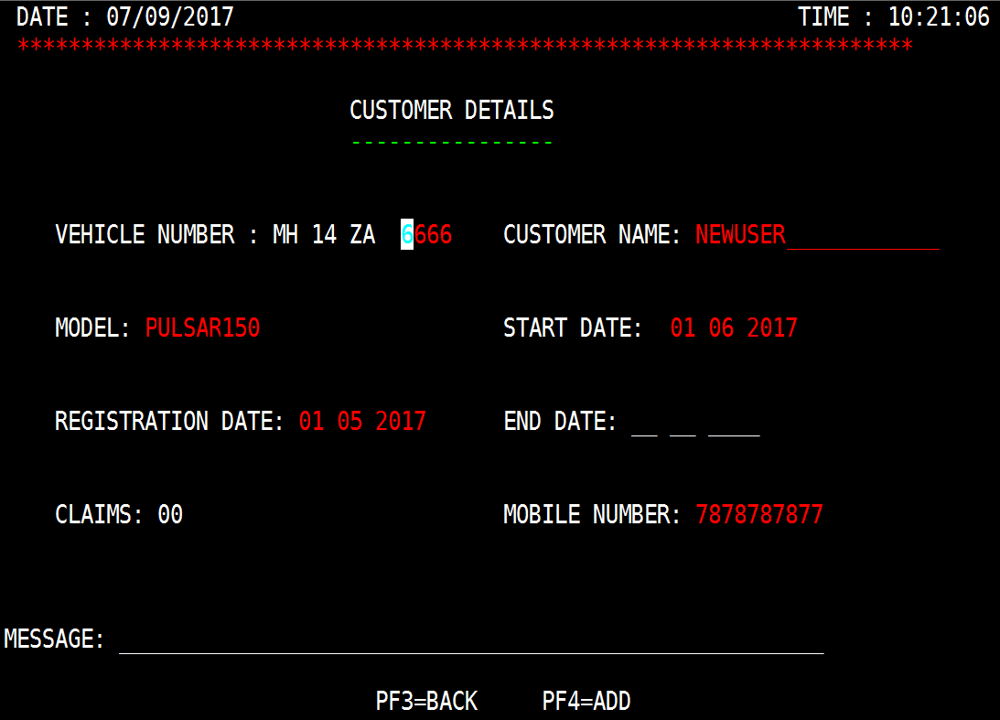 DATE : 07/09/2017 TIME : 10:21:06
**********************************************************************
CUSTOMER DETAILS
----------------
VEHICLE NUMBER : MH 14 ZA 6666 CUSTOMER NAME: NEWUSER____________
MODEL: PULSAR150 START DATE: 01 06 2017
REGISTRATION DATE: 01 05 2017 END DATE: __ __ ____
CLAIMS: 00 MOBILE NUMBER: 7878787877
MESSAGE: _______________________________________________________
PF3=BACK PF4=ADD